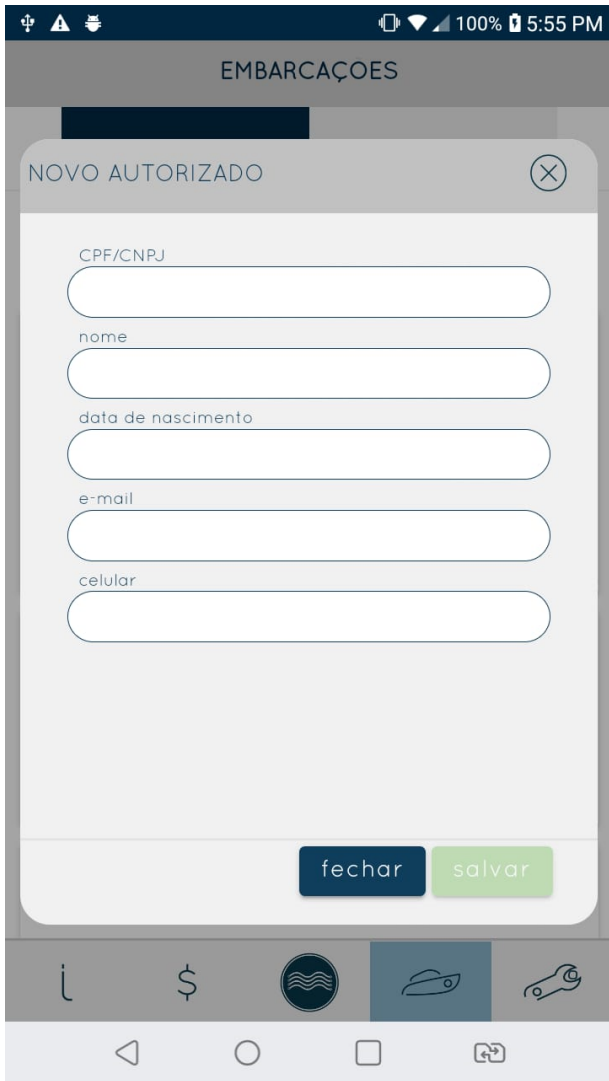 100% 5:55 PM
EMBARCAÇOES
NOVO AUTORIZADO
CPF/CNPJ
nome
data de nascimento
e-mail
celular
fechar salvar
i $